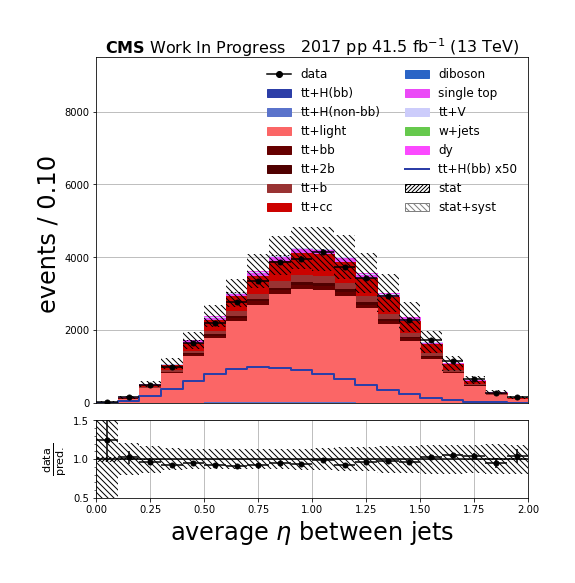 CMS Work In Progress 2017 pp 41.5 fb⁻¹ (13 TeV)
data
tt+H(bb)
tt+H(non-bb)
tt+light
tt+bb
tt+2b
tt+b
tt+cc
diboson
single top
tt+V
w+jets
dy
tt+H(bb) x50
stat
stat+syst
events / 0.10
8000
6000
4000
2000
0
data
pred.
1.5
1.0
0.5
0.00 0.25 0.50 0.75 1.00 1.25 1.50 1.75 2.00
average η between jets